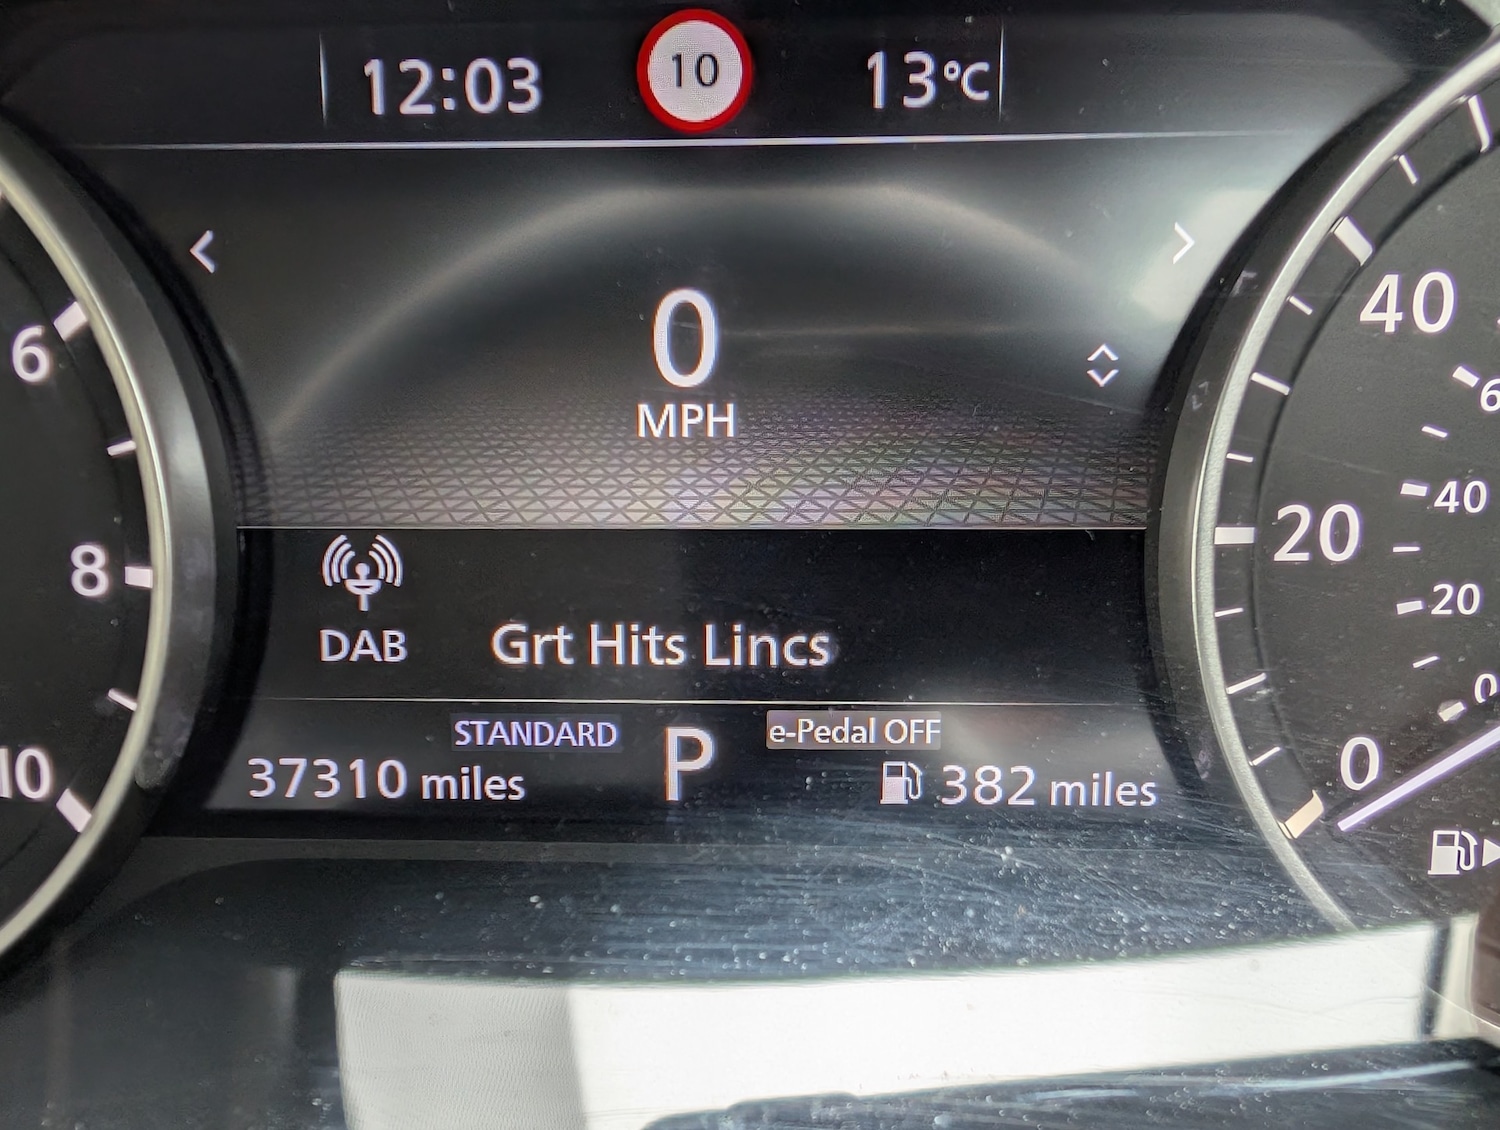 12:03
10
13°C
0
MPH
DAB
Grt Hits Lincs
STANDARD
P
e-Pedal OFF
37310 miles
382 miles
6
8
10
40
20
0
40
20
0